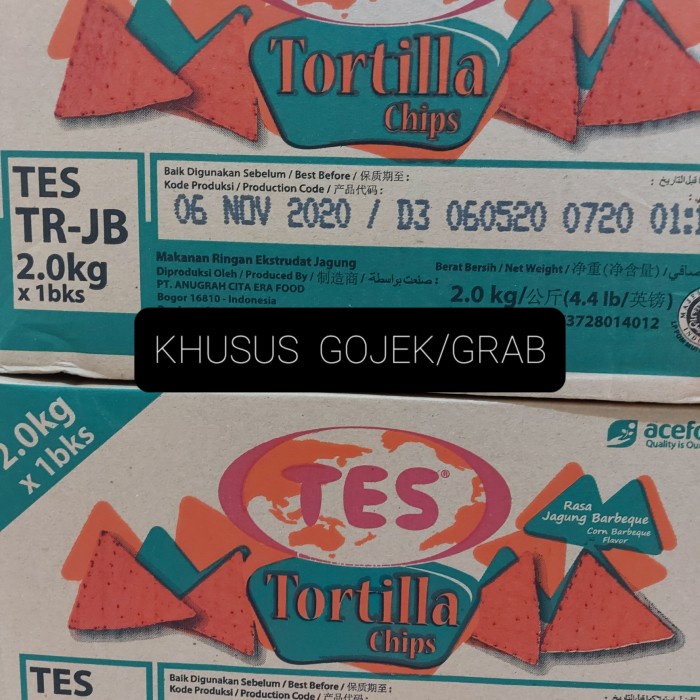 Tortilla
Chips
TES
TR-JB
2.0kg
x 1bks
Baik Digunakan Sebelum / Best Before / 保质期至 :
Kode Produksi / Production Code / 产品代码 :
06 NOV 2020 / D3 060520 0720 01:
Makanan Ringan Ekstrudat Jagung
Diproduksi Oleh / Produced By / 制造商 / صنعت بواسطة :
PT. ANUGRAH CITA ERA FOOD
Bogor 16810 - Indonesia
Berat Bersih / Net Weight / 净重 (净含量) /
2.0 kg/公斤(4.4 lb/英镑)
3728014012
KHUSUS GOJEK/GRAB
2.0kg
x 1bks
TES®
Tortilla
Chips
Rasa
Jagung Barbeque
Corn Barbeque
Flavor
acefo
Quality is Ou
TES
Baik Digunakan Sebelum / Best Before / 保质期至 :
Kode Produksi / Production Code / 产品代码 :